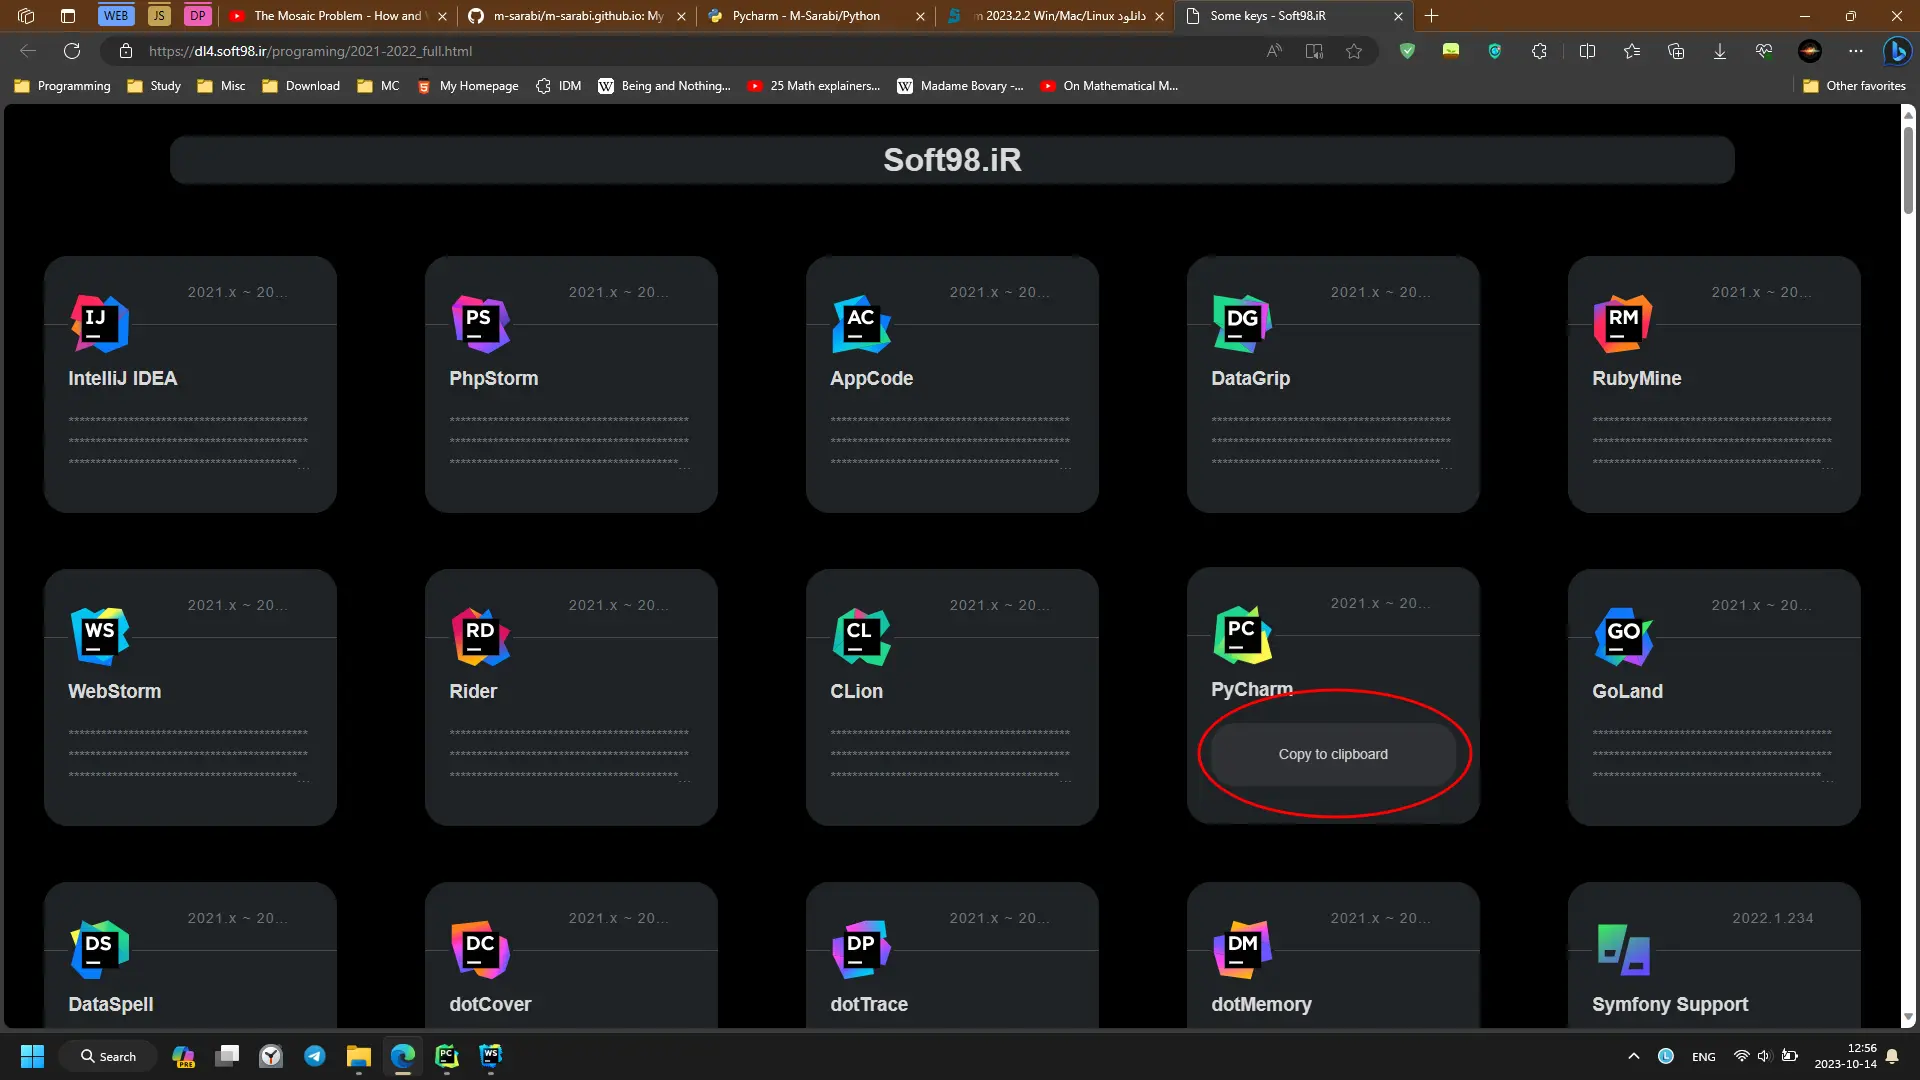 WEB
JS
DP
The Mosaic Problem - How and
m-sarabi/m-sarabi.github.io: My
Pycharm - M-Sarabi/Python
m 2023.2.2 Win/Mac/Linux دانلود
Some keys - Soft98.iR
https://dl4.soft98.ir/programing/2021-2022_full.html
Programming
Study
Misc
Download
MC
My Homepage
IDM
Being and Nothing...
25 Math explainers...
Madame Bovary -...
On Mathematical M...
Other favorites
Soft98.iR
2021.x ~ 20...
IJ
IntelliJ IDEA
******************************************
******************************************
****************************************...
2021.x ~ 20...
PS
PhpStorm
******************************************
******************************************
****************************************...
2021.x ~ 20...
AC
AppCode
******************************************
******************************************
****************************************...
2021.x ~ 20...
DG
DataGrip
******************************************
******************************************
****************************************...
2021.x ~ 20...
RM
RubyMine
******************************************
******************************************
****************************************...
2021.x ~ 20...
WS
WebStorm
******************************************
******************************************
****************************************...
2021.x ~ 20...
RD
Rider
******************************************
******************************************
****************************************...
2021.x ~ 20...
CL
CLion
******************************************
******************************************
****************************************...
2021.x ~ 20...
PC
PyCharm
Copy to clipboard
2021.x ~ 20...
GO
GoLand
******************************************
******************************************
****************************************...
2021.x ~ 20...
DS
DataSpell
2021.x ~ 20...
DC
dotCover
2021.x ~ 20...
DP
dotTrace
2021.x ~ 20...
DM
dotMemory
2022.1.234
Symfony Support
Search
PRE
PC
WS
ENG
12:56
2023-10-14